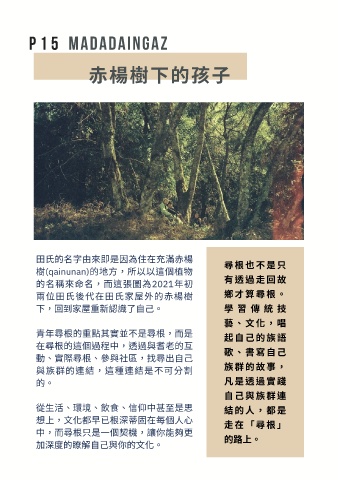 P15 MADADAINGAZ
赤楊樹下的孩子
田氏的名字由來即是因為住在充滿赤楊
樹(qainunan)的地方，所以以這個植物
的名稱來命名，而這張圖為2021年初
兩位田氏後代在田氏家屋外的赤楊樹
下，回到家屋重新認識了自己。
青年尋根的重點其實並不是尋根，而是
在尋根的這個過程中，透過與耆老的互
動、實際尋根、參與社區，找尋出自己
與族群的連結，這種連結是不可分割
的。
從生活、環境、飲食、信仰中甚至是思
想上，文化都早已根深蒂固在每個人心
中，而尋根只是一個契機，讓你能夠更
加深度的瞭解自己與你的文化。
尋根也不是只
有透過走回故
鄉才算尋根。
學習傳統技
藝、文化，唱
起自己的族語
歌、書寫自己
族群的故事，
凡是透過實踐
自己與族群連
結的人，都是
走在「尋根」
的路上。